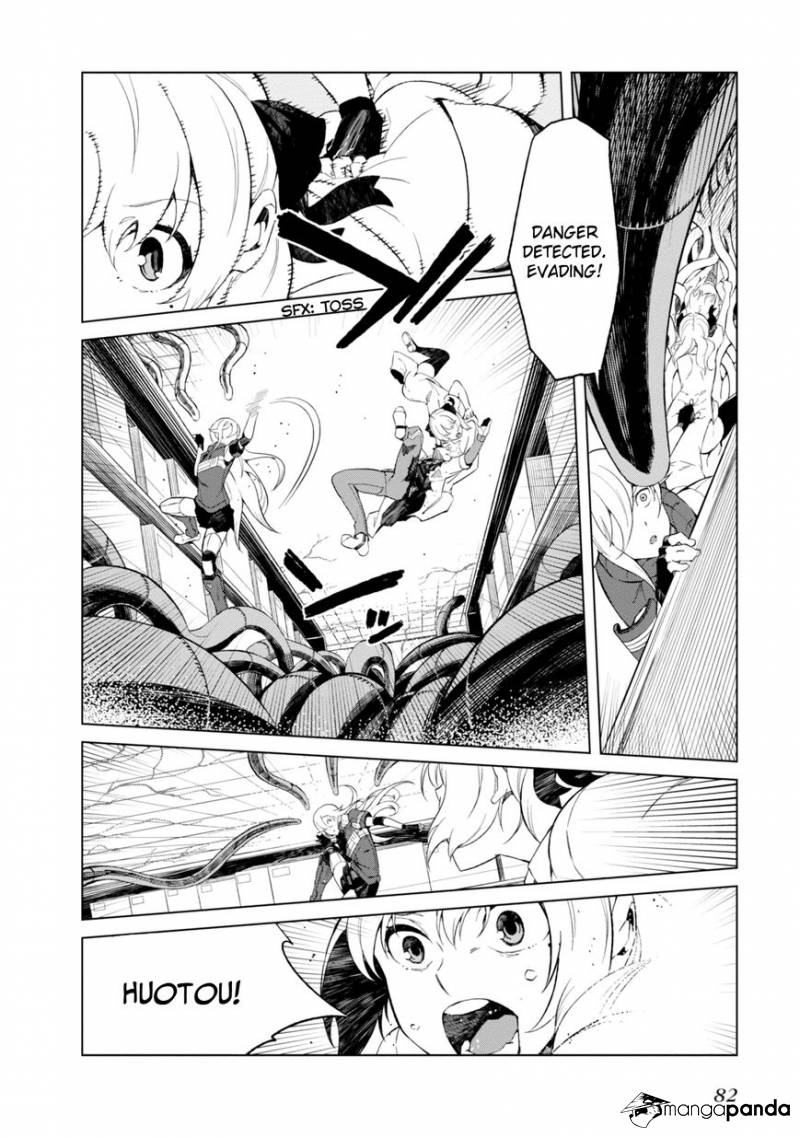 DANGER
DETECTED.
EVADING!
SFX: TOSS
HUOTOU!
82
mangapanda